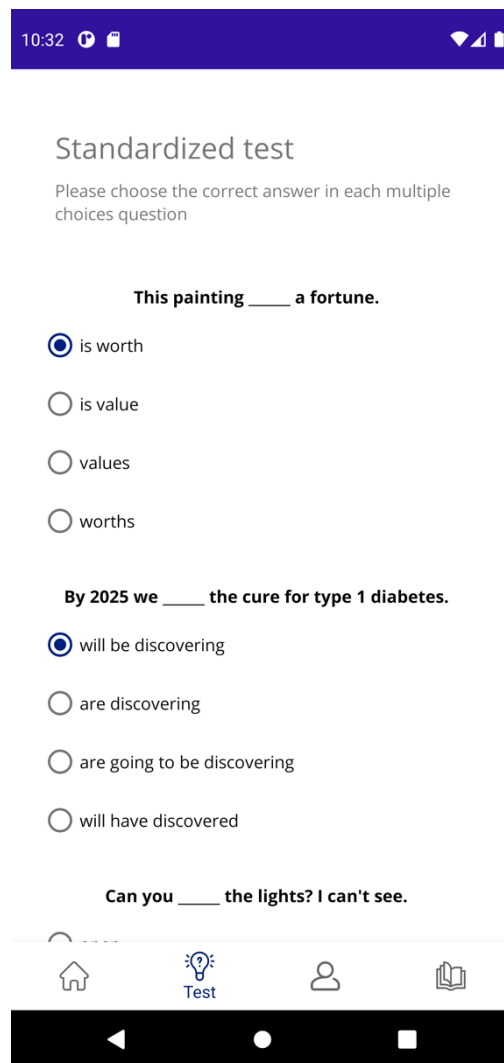 10:32
Standardized test
Please choose the correct answer in each multiple
choices question
This painting _____ a fortune.
is worth
is value
values
worths
By 2025 we _____ the cure for type 1 diabetes.
will be discovering
are discovering
are going to be discovering
will have discovered
Can you _____ the lights? I can't see.
Test